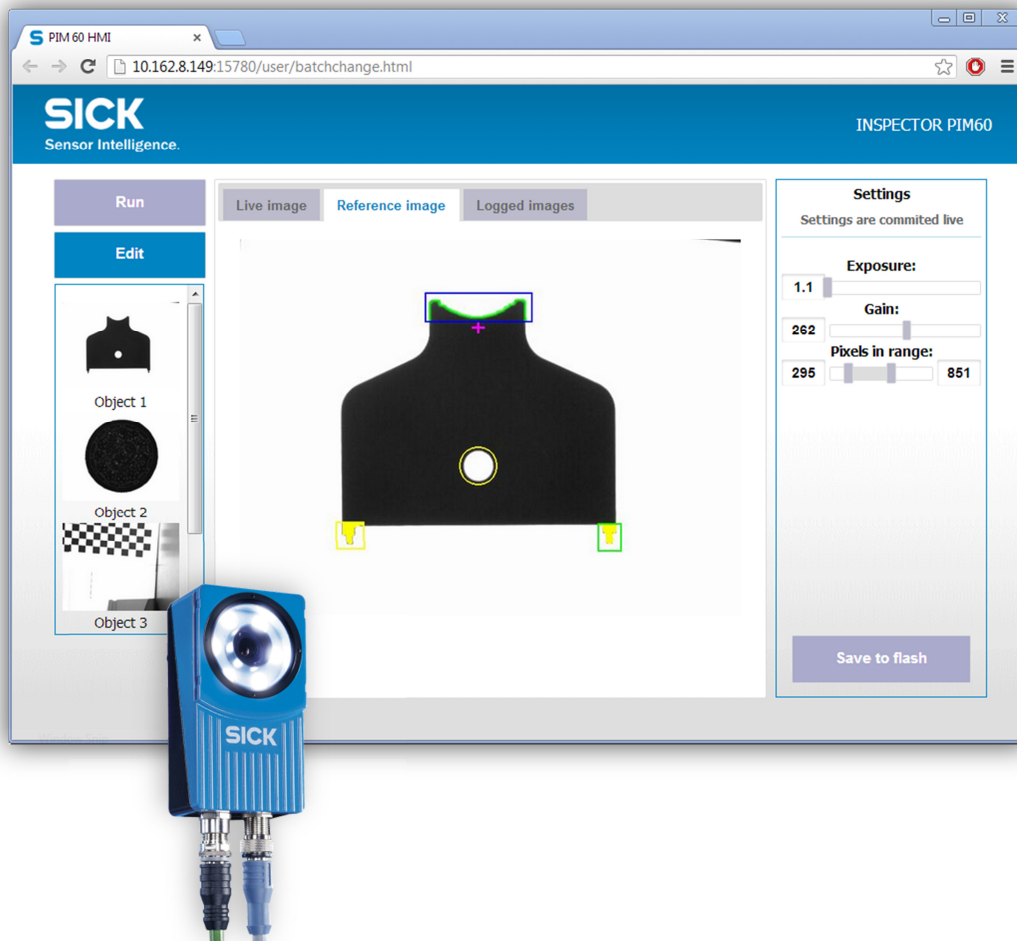 PIM 60 HMI
10.162.8.149:15780/user/batchchange.html
SICK
Sensor Intelligence.
INSPECTOR PIM60
Run
Edit
Object 1
Object 2
Object 3
Live image
Reference image
Logged images
Settings
Settings are commited live
Exposure:
1.1
Gain:
262
Pixels in range:
295
851
Save to flash
SICK